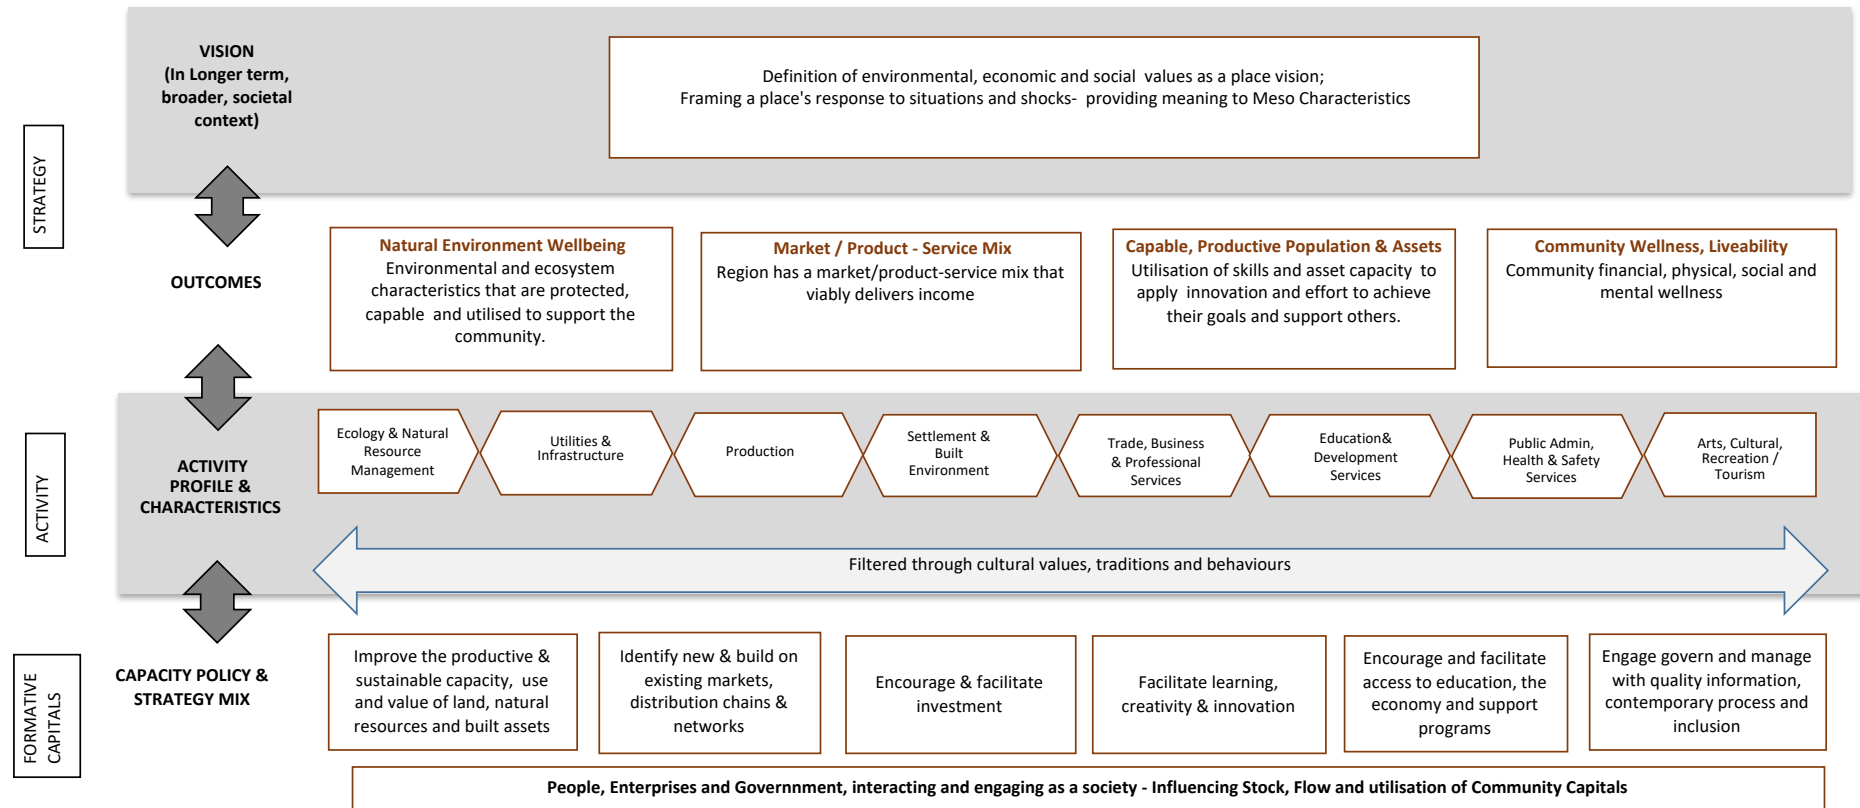 STRATEGY
VISION
(In Longer term,
broader, societal
context)
Definition of environmental, economic and social values as a place vision;
Framing a place's response to situations and shocks- providing meaning to Meso Characteristics
OUTCOMES
Natural Environment Wellbeing
Environmental and ecosystem
characteristics that are protected,
capable and utilised to support the
community.
Market / Product - Service Mix
Region has a market/product-service mix that
viably delivers income
Capable, Productive Population & Assets
Utilisation of skills and asset capacity to
apply innovation and effort to achieve
their goals and support others.
Community Wellness, Liveability
Community financial, physical, social and
mental wellness
ACTIVITY
ACTIVITY
PROFILE &
CHARACTERISTICS
Ecology & Natural
Resource
Management
Utilities &
Infrastructure
Production
Settlement &
Built
Environment
Trade, Business
& Professional
Services
Education&
Development
Services
Public Admin,
Health & Safety
Services
Arts, Cultural,
Recreation /
Tourism
Filtered through cultural values, traditions and behaviours
FORMATIVE
CAPITALS
CAPACITY POLICY &
STRATEGY MIX
Improve the productive &
sustainable capacity, use
and value of land, natural
resources and built assets
Identify new & build on
existing markets,
distribution chains &
networks
Encourage & facilitate
investment
Facilitate learning,
creativity & innovation
Encourage and facilitate
access to education, the
economy and support
programs
Engage govern and manage
with quality information,
contemporary process and
inclusion
People, Enterprises and Governnment, interacting and engaging as a society - Influencing Stock, Flow and utilisation of Community Capitals